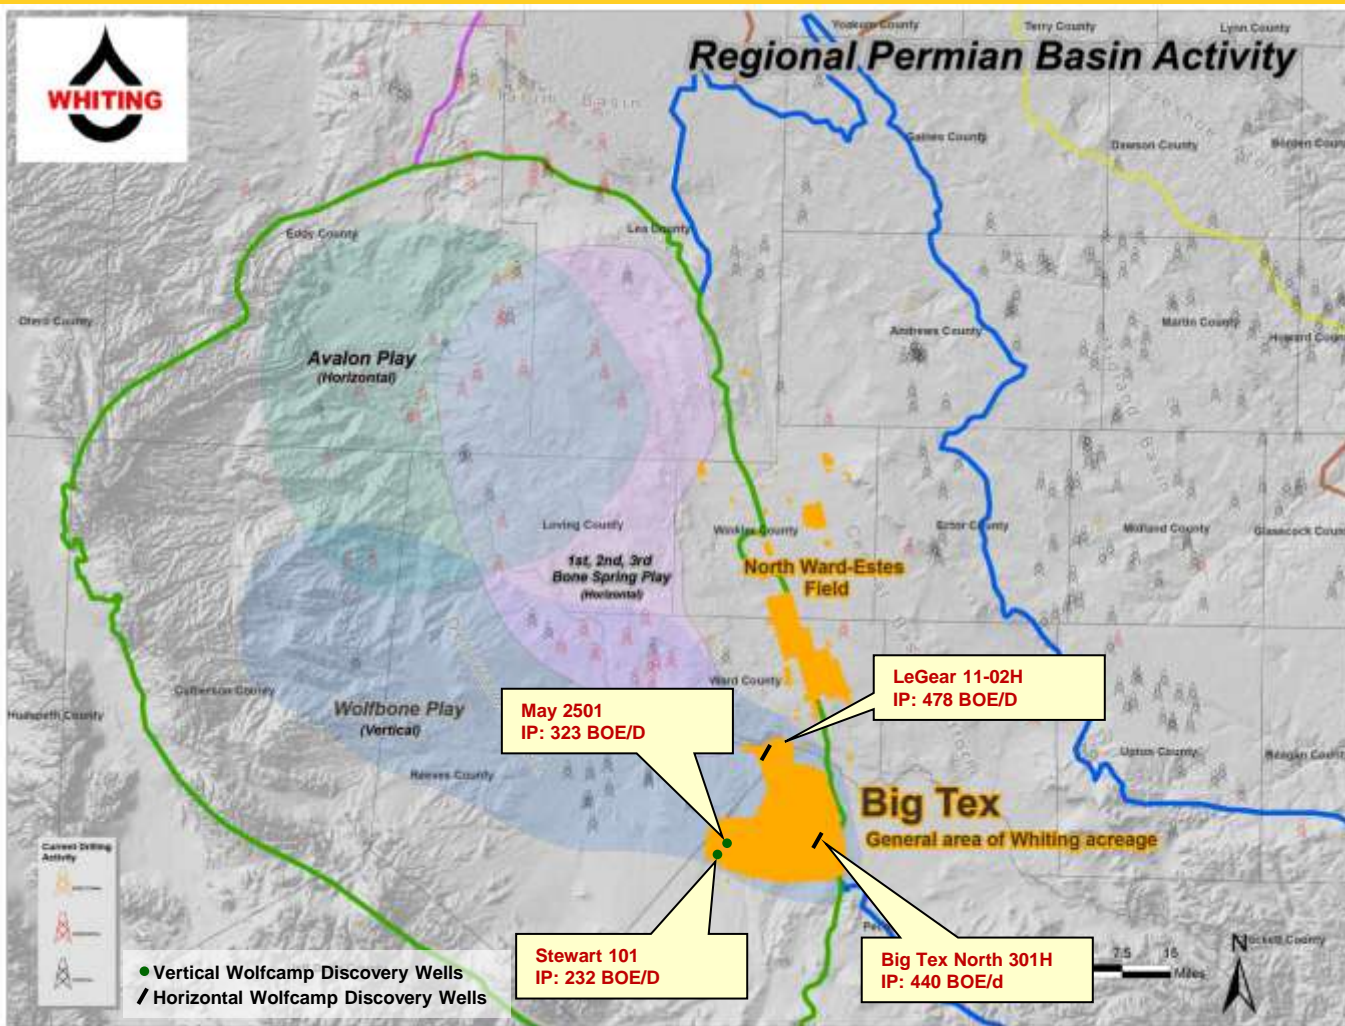 WHITING
Regional Permian Basin Activity
Yoakum County
Terry County
Lynn County
Gaines County
Dawson County
Borden Coun
Eddy County
Lea County
Otero County
Andrews County
Martin County
Howard Coun
Avalon Play
(Horizontal)
Loving County
Winkler County
Ector County
Midland County
Glasscock Coun
1st, 2nd, 3rd
Bone Spring Play
(Horizontal)
North Ward-Estes
Field
Culberson County
Hudspeth County
Ward County
Wolfbone Play
(Vertical)
Reeves County
Upton County
Reagan Count
LeGear 11-02H
IP: 478 BOE/D
May 2501
IP: 323 BOE/D
Big Tex
General area of Whiting acreage
Current Drilling
Activity
Stewart 101
IP: 232 BOE/D
Big Tex North 301H
IP: 440 BOE/d
N
7.5 15
Miles
Vertical Wolfcamp Discovery Wells
Horizontal Wolfcamp Discovery Wells